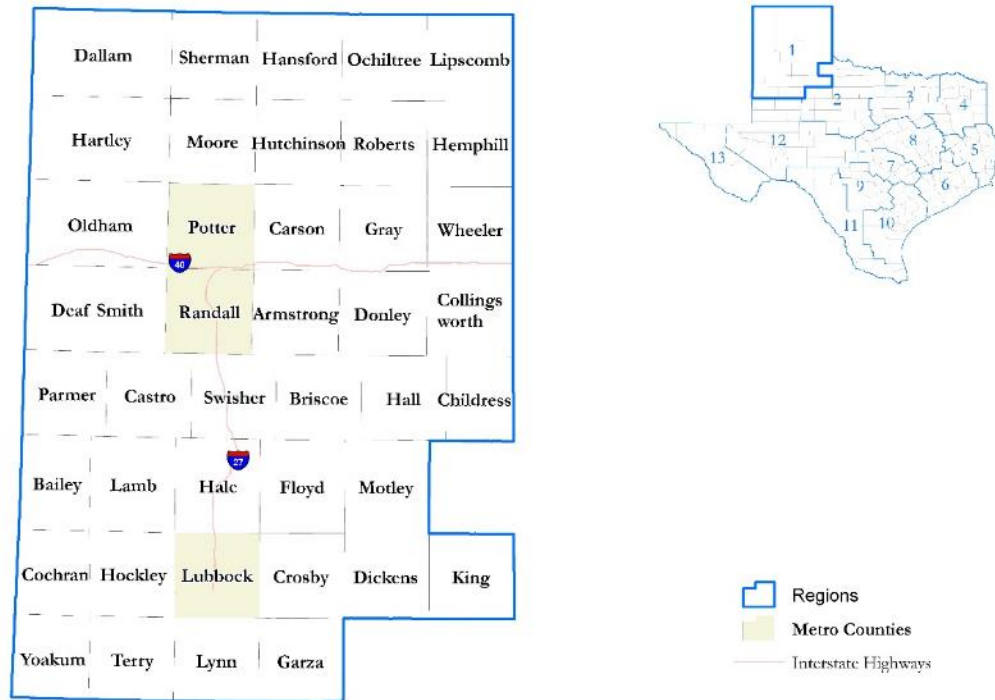 Dallam Sherman Hansford Ochiltree Lipscomb
Hartley Moore Hutchinson Roberts Hemphill
Oldham Potter Carson Gray Wheeler
40
Deaf Smith Randall Armstrong Donley Collings
worth
Parmer Castro Swisher Briscoe Hall Childress
27
Bailey Lamb Hale Floyd Motley
Cochran Hockley Lubbock Crosby Dickens King
Yoakum Terry Lynn Garza
1
2
3
4
5
6
7
8
9
10
11
12
13
Regions
Metro Counties
Interstate Highways